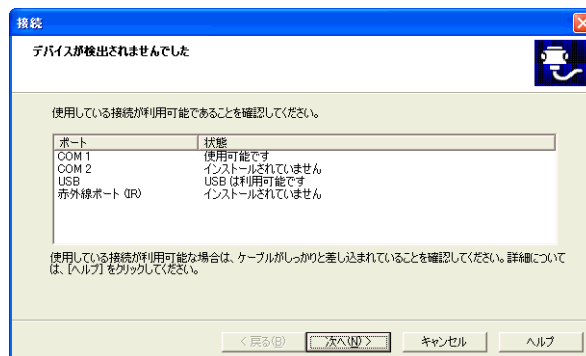 接続
デバイスが検出されませんでした
使用している接続が利用可能であることを確認してください。
ポート 状態
COM 1 使用可能です
COM 2 インストールされていません
USB USB は利用可能です
赤外線ポート (IR) インストールされていません
使用している接続が利用可能な場合は、ケーブルがしっかりと差し込まれていることを確認してください。詳細について
は、[ヘルプ] をクリックしてください。
< 戻る(B) 次へ(N) > キャンセル ヘルプ